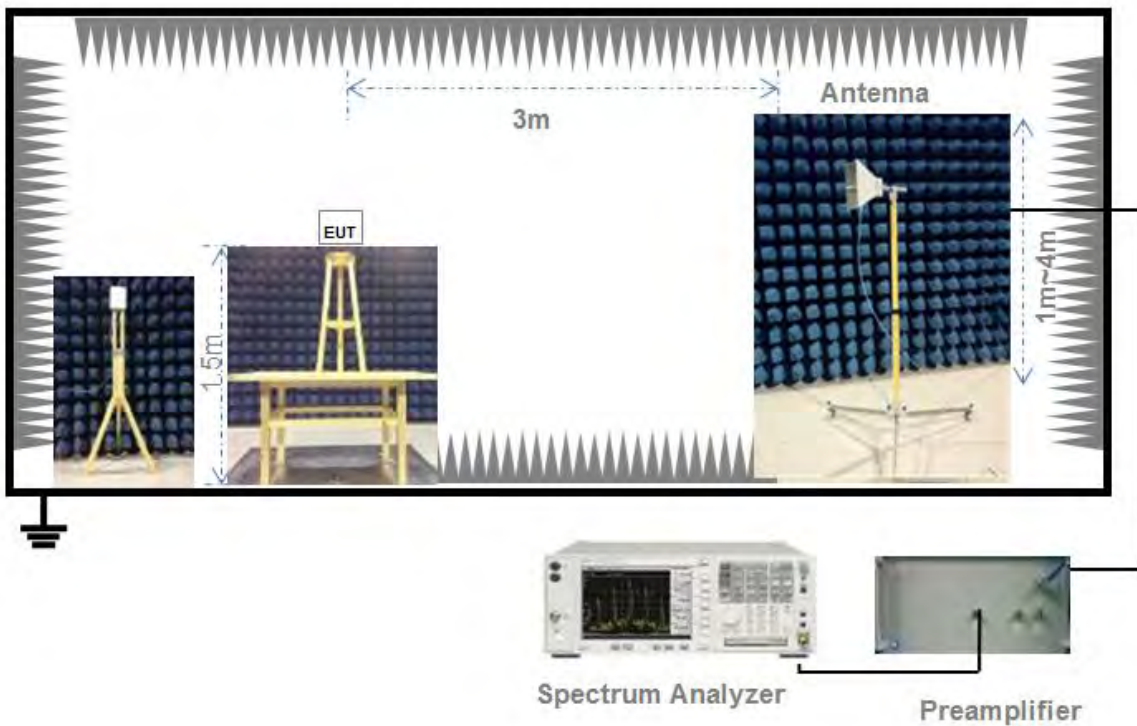 Antenna
3m
EUT
1.5m
1m~4m
Spectrum Analyzer
Preamplifier